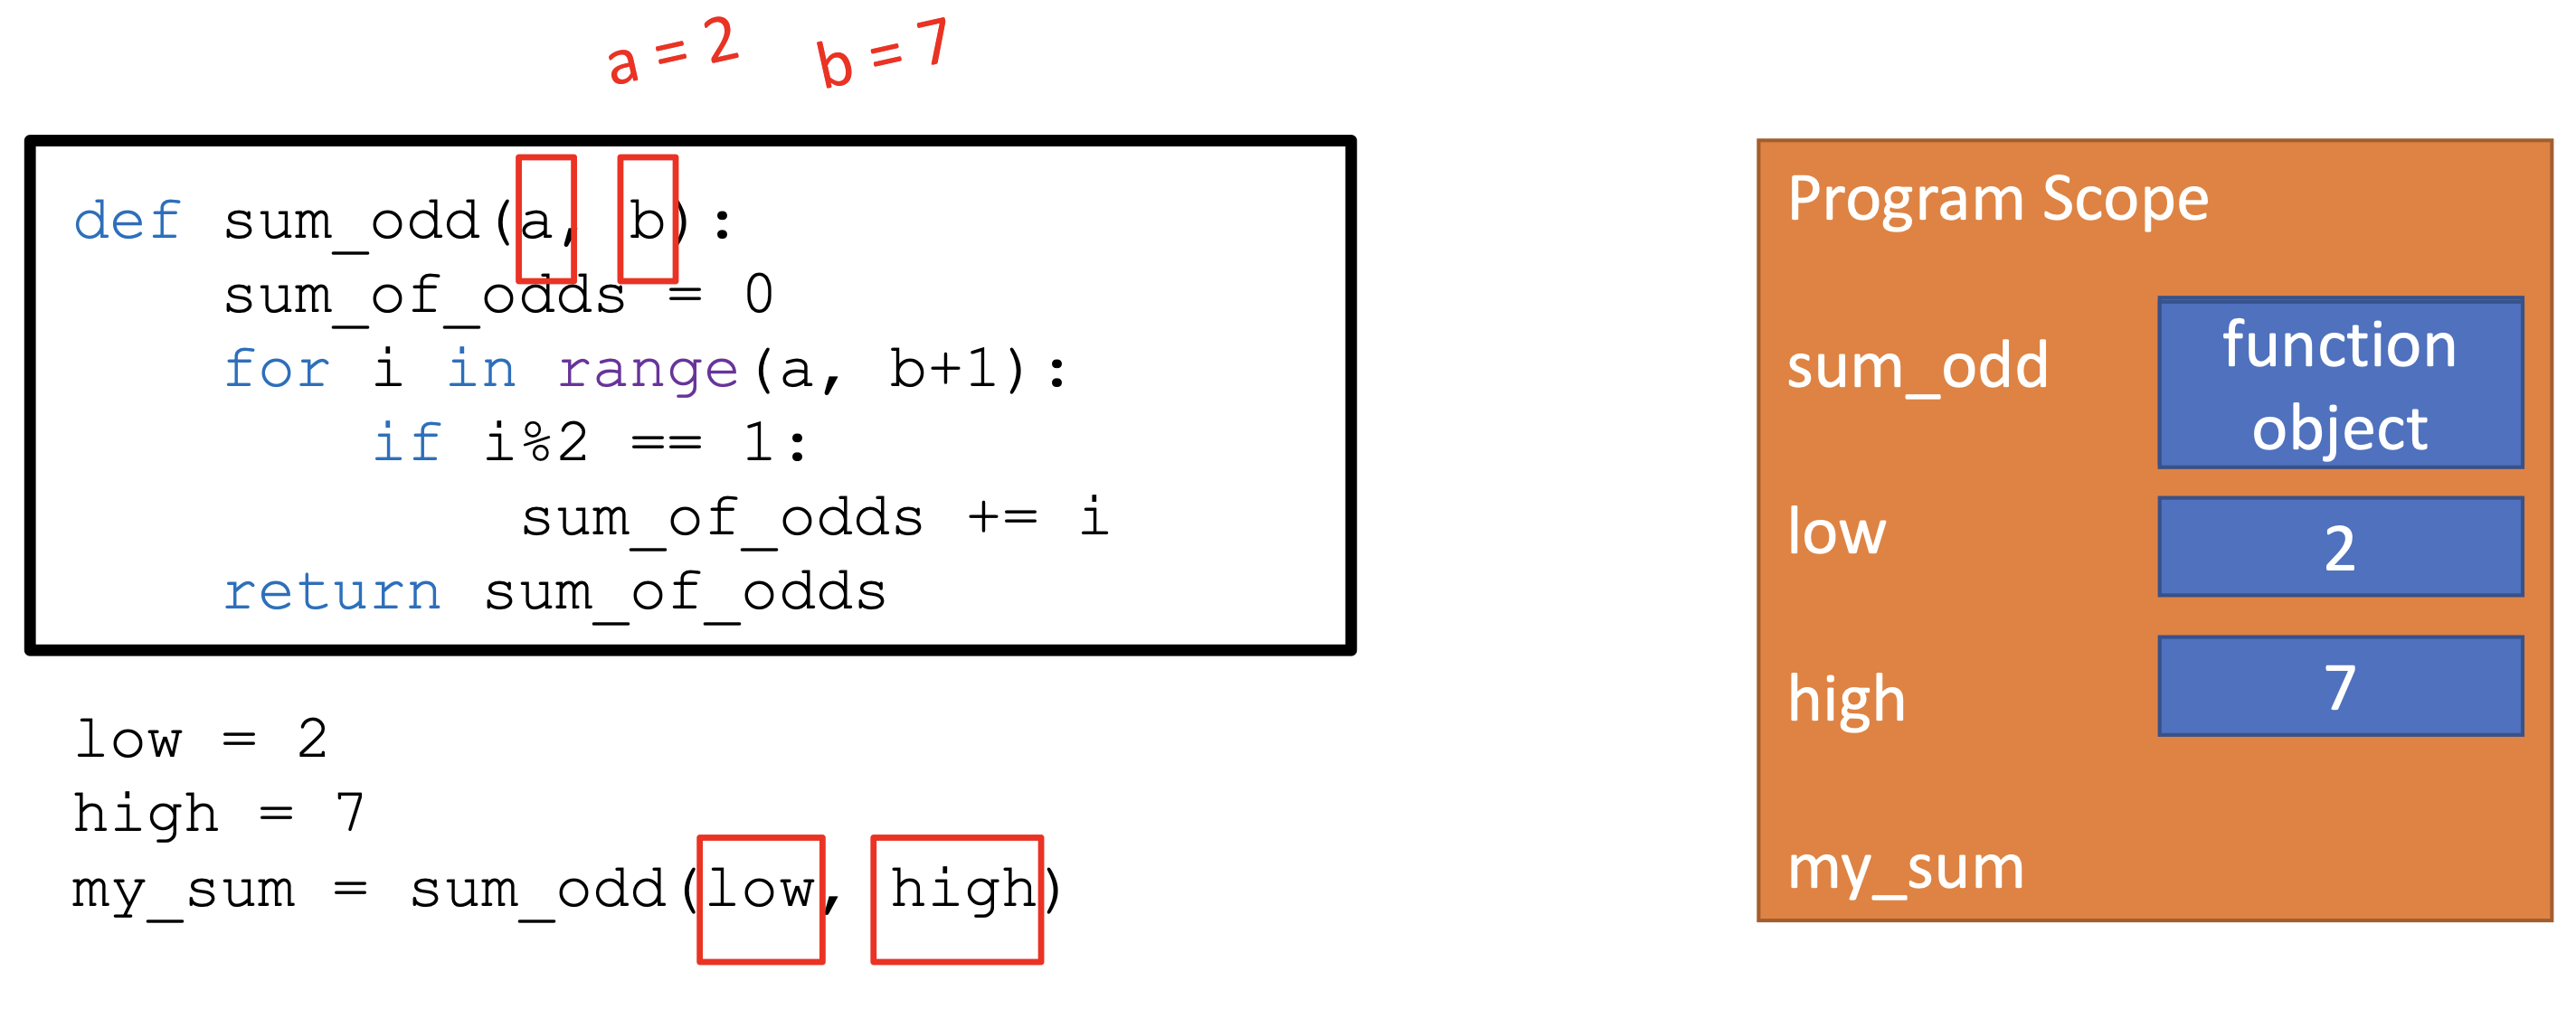 a = 2 b = 7
def sum_odd(a, b):
    sum_of_odds = 0
    for i in range(a, b+1):
        if i%2 == 1:
            sum_of_odds += i
    return sum_of_odds
low = 2
high = 7
my_sum = sum_odd(low, high)
Program Scope
sum_odd
function
object
low
2
high
7
my_sum